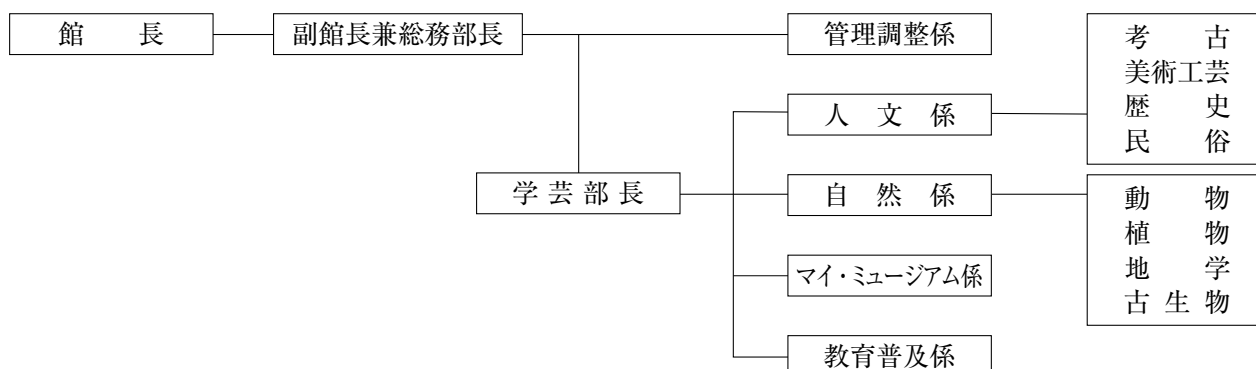 館長
副館長兼総務部長
管理調整係
人文係
考古
美術工芸
歴史
民俗
学芸部長
自然係
動物
植物
地学
古生物
マイ・ミュージアム係
教育普及係